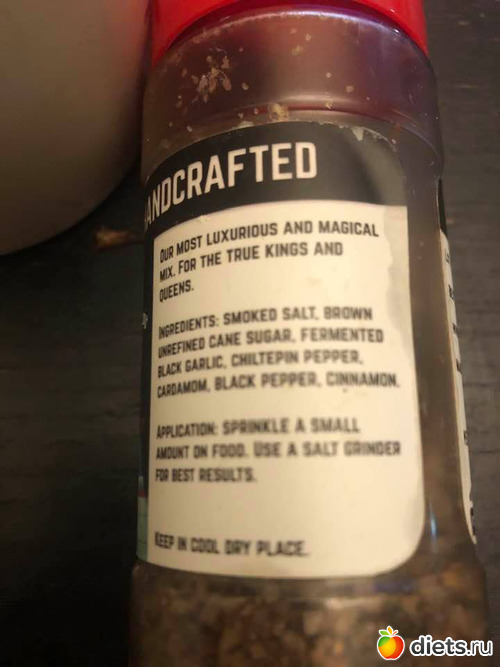 ANDCRAFTED
OUR MOST LUXURIOUS AND MAGICAL
MIX. FOR THE TRUE KINGS AND
QUEENS.
INGREDIENTS: SMOKED SALT, BROWN
UNREFINED CANE SUGAR, FERMENTED
BLACK GARLIC, CHILTEPIN PEPPER,
CARDAMOM, BLACK PEPPER, CINNAMON.
APPLICATION: SPRINKLE A SMALL
AMOUNT ON FOOD. USE A SALT GRINDER
FOR BEST RESULTS.
KEEP IN COOL DRY PLACE.
diets.ru